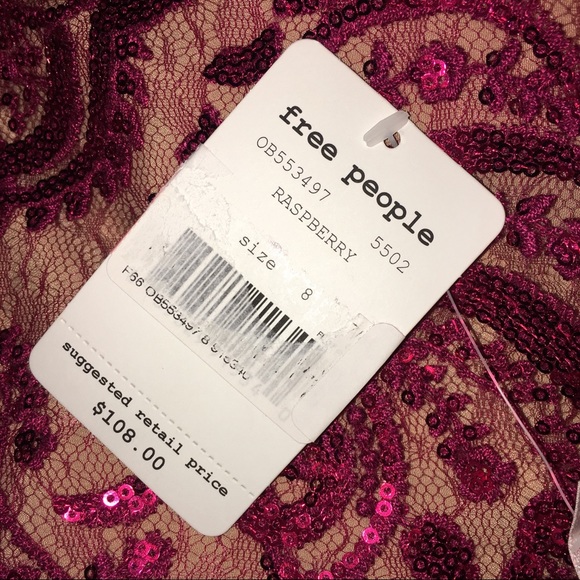 free people
OB553497 5502
RASPBERRY
size 8
suggested retail price
$108.00